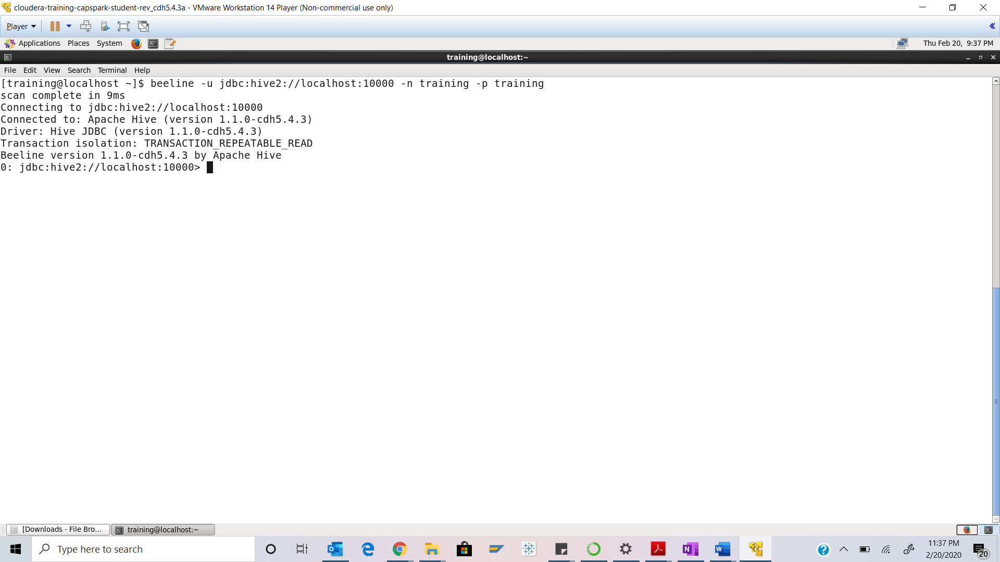 cloudera-training-capspark-student-rev_cdh5.4.3a - VMware Workstation 14 Player (Non-commercial use only)
Player
Applications Places System Thu Feb 20, 9:37 PM
training@localhost:~
File Edit View Search Terminal Help
[training@localhost ~]$ beeline -u jdbc:hive2://localhost:10000 -n training -p training
scan complete in 9ms
Connecting to jdbc:hive2://localhost:10000
Connected to: Apache Hive (version 1.1.0-cdh5.4.3)
Driver: Hive JDBC (version 1.1.0-cdh5.4.3)
Transaction isolation: TRANSACTION_REPEATABLE_READ
Beeline version 1.1.0-cdh5.4.3 by Apache Hive
0: jdbc:hive2://localhost:10000>
[Downloads - File Bro... training@localhost:~
Type here to search
11:37 PM
2/20/2020
20